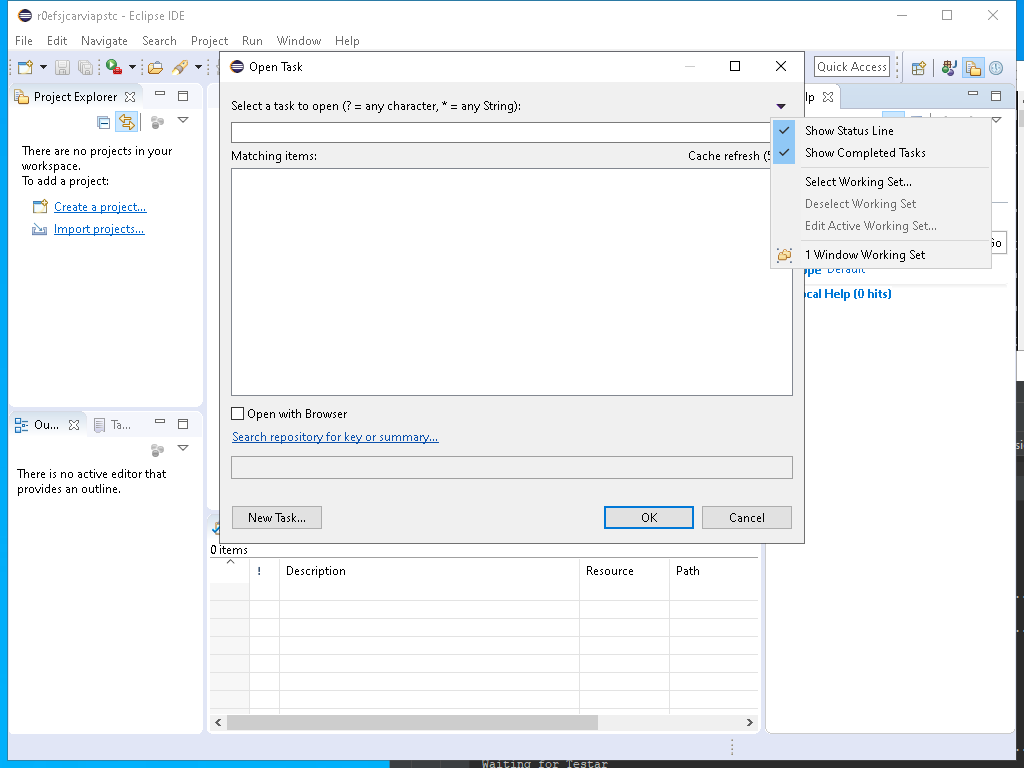 r0efsjcarviapstc - Eclipse IDE
File Edit Navigate Search Project Run Window Help
Quick Access
Project Explorer
There are no projects in your
workspace.
To add a project:
Create a project...
Import projects...
Ou...
Ta...
There is no active editor that
provides an outline.
Open Task
Select a task to open (? = any character, * = any String):
Matching items:
Cache refresh
Open with Browser
Search repository for key or summary...
New Task...
OK
Cancel
Show Status Line
Show Completed Tasks
Select Working Set...
Deselect Working Set
Edit Active Working Set...
1 Window Working Set
Default
Help (0 hits)
0 items
! Description Resource Path
Waiting for Testar